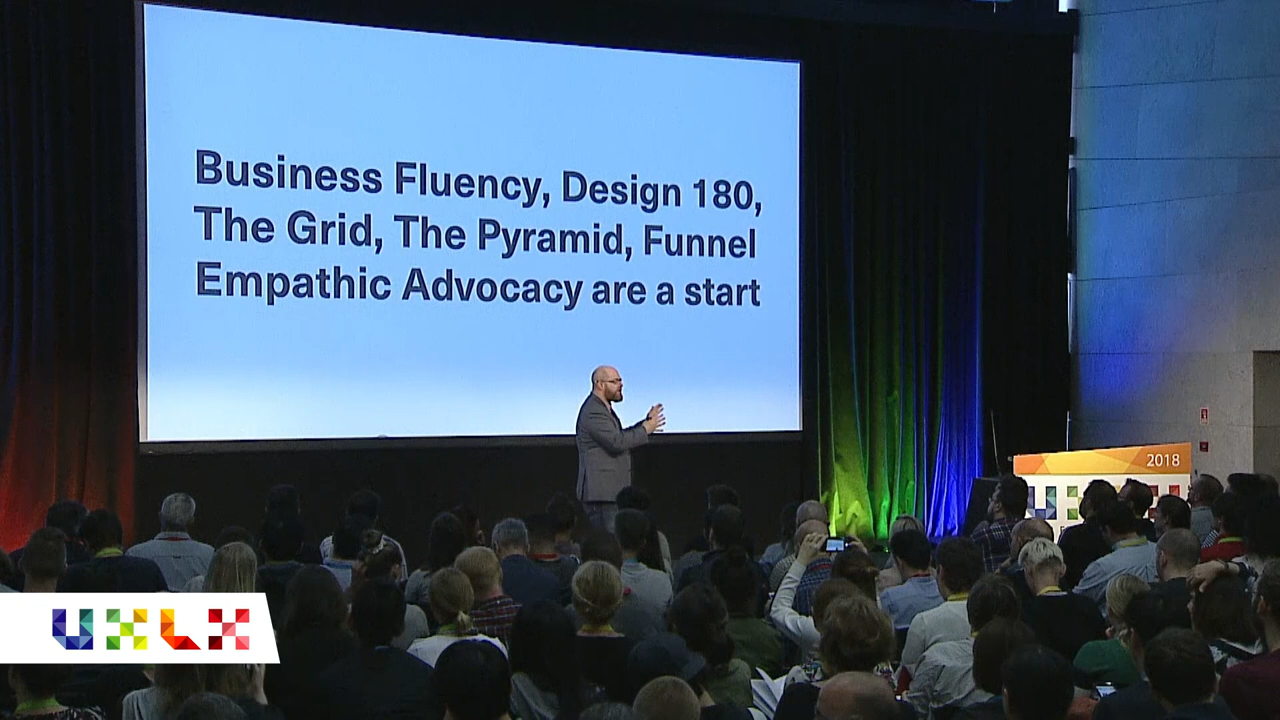 Business Fluency, Design 180,
The Grid, The Pyramid, Funnel
Empathic Advocacy are a start
2018
UXLX